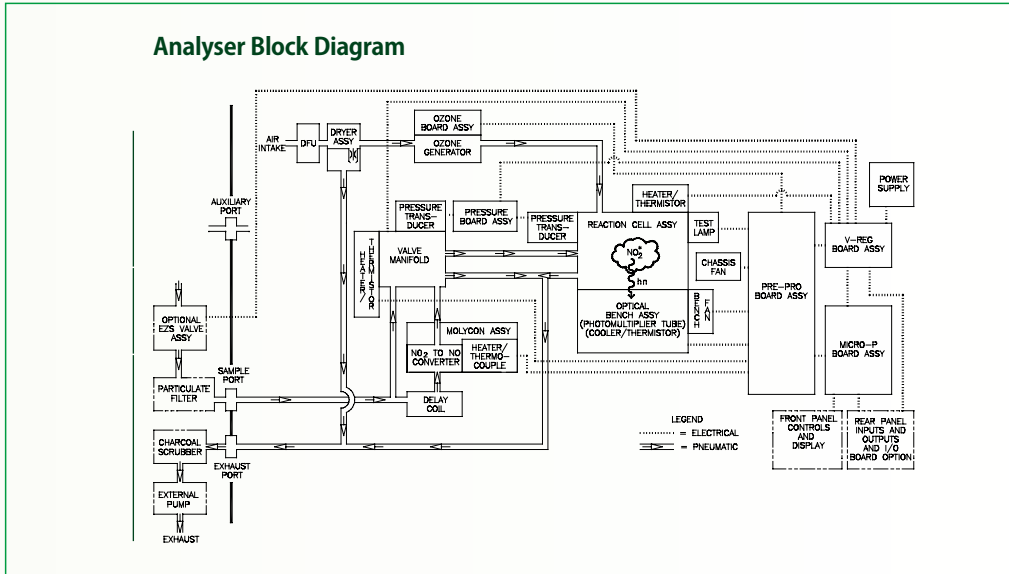 Analyser Block Diagram
OZONE
BOARD ASSY
OZONE
GENERATOR
DRYER
ASSY
DFU
AIR
INTAKE
POWER
SUPPLY
HEATER/
THERMISTOR
AUXILIARY
PORT
PRESSURE
TRANS-
DUCER
PRESSURE
BOARD ASSY
PRESSURE
TRANS-
DUCER
REACTION CELL ASSY
TEST
LAMP
V-REG
BOARD ASSY
HEATER/
THERMISTOR
VALVE
MANIFOLD
NO2*
hn
CHASSIS
FAN
PRE-PRO
BOARD ASSY
OPTICAL
BENCH ASSY
(PHOTOMULTIPLIER TUBE)
(COOLER/THERMISTOR)
BENCH
FAN
OPTIONAL
EZS VALVE
ASSY
MOLYCON ASSY
NO2 TO NO
CONVERTER
HEATER/
THERMO-
COUPLE
MICRO-P
BOARD ASSY
SAMPLE
PORT
PARTICULATE
FILTER
DELAY
COIL
LEGEND
= ELECTRICAL
= PNEUMATIC
FRONT PANEL
CONTROLS
AND
DISPLAY
REAR PANEL
INPUTS AND
OUTPUTS
AND I/O
BOARD OPTION
CHARCOAL
SCRUBBER
EXHAUST
PORT
EXTERNAL
PUMP
EXHAUST